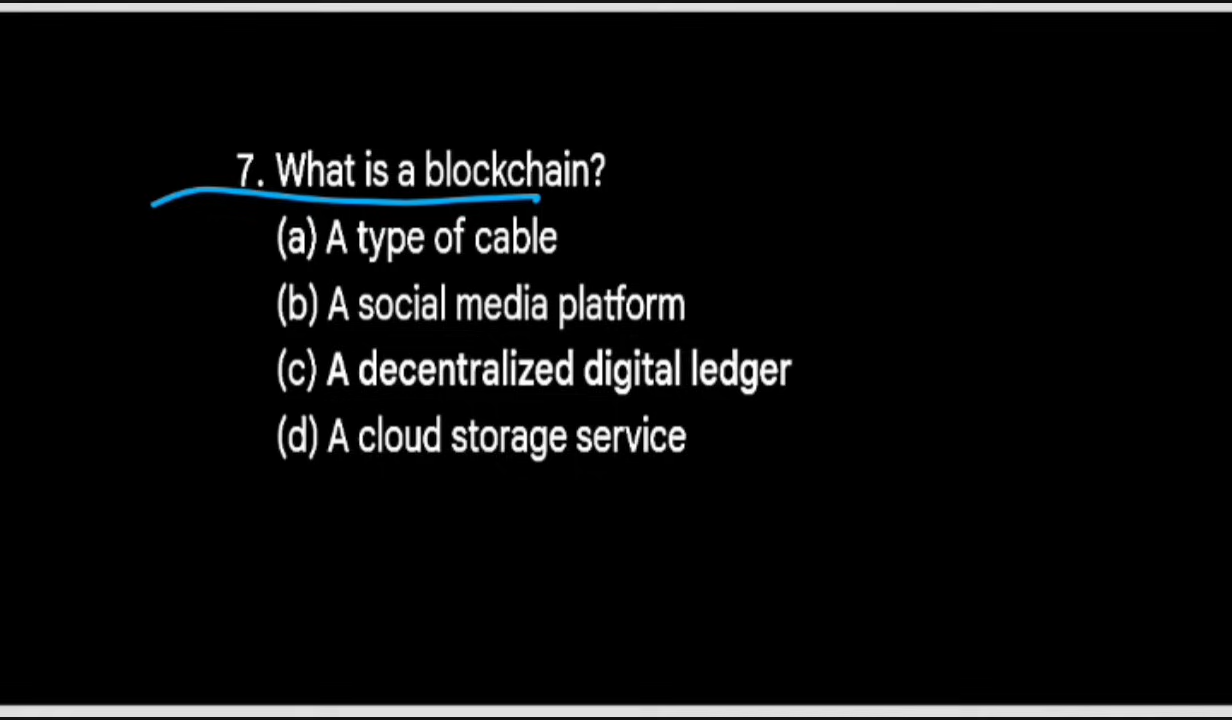 7. What is a blockchain?
(a) A type of cable
(b) A social media platform
(c) A decentralized digital ledger
(d) A cloud storage service